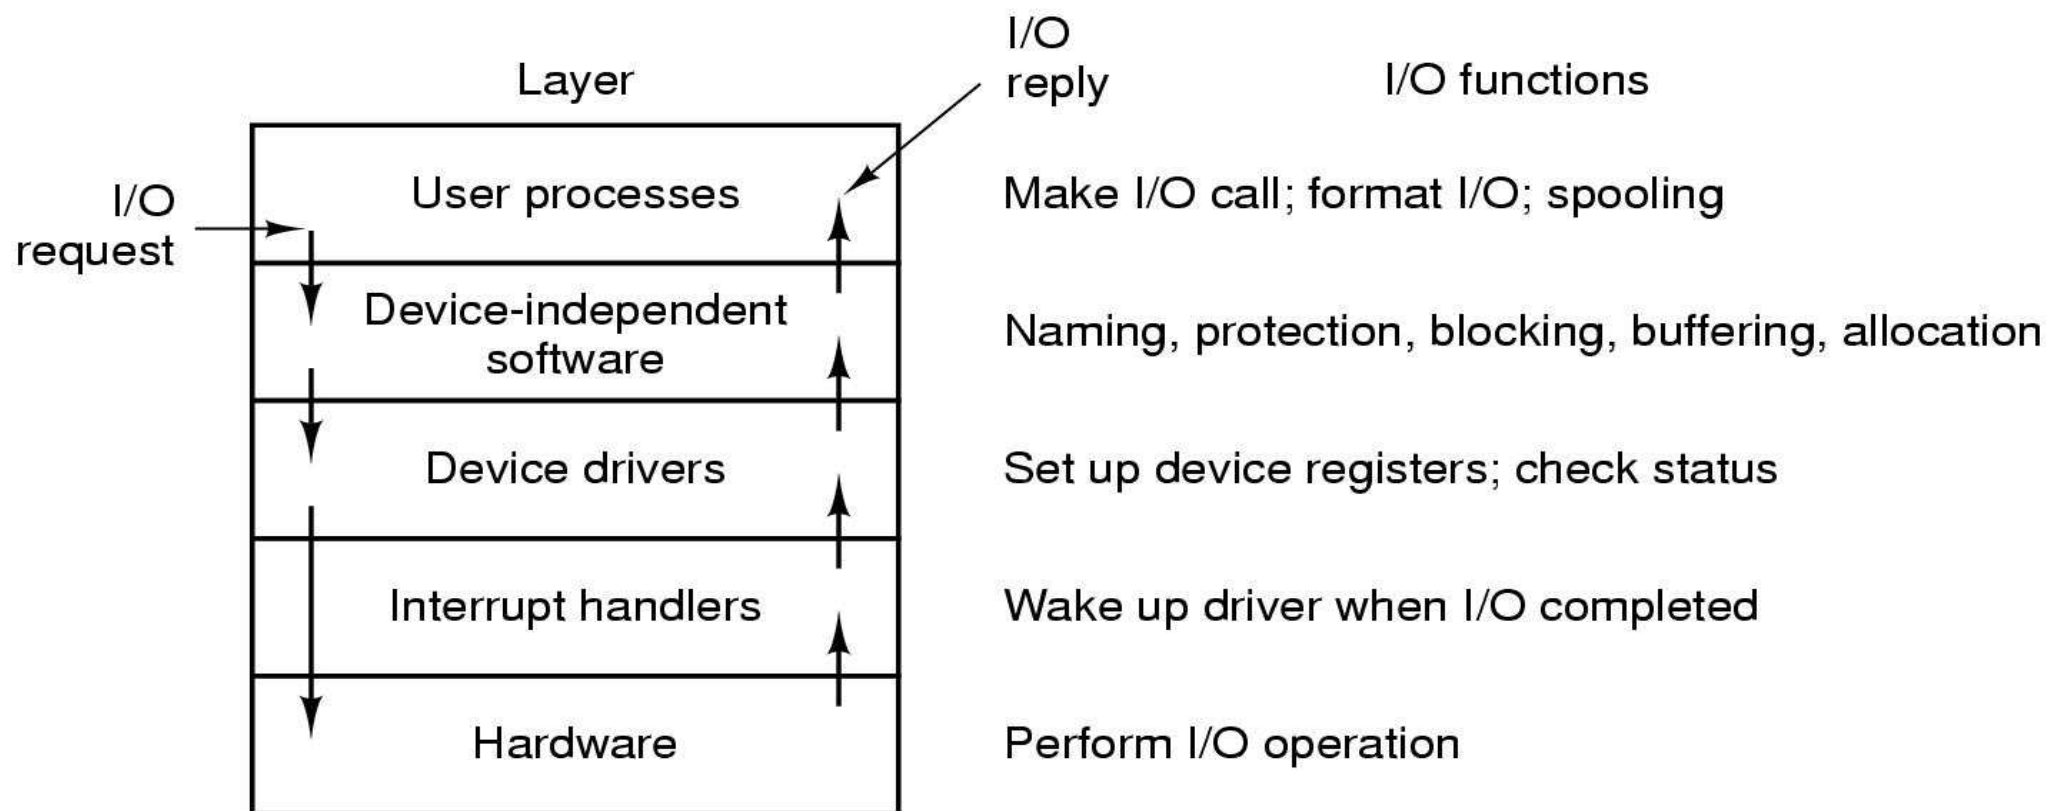 I/O
reply
Layer
I/O functions
User processes
Make I/O call; format I/O; spooling
I/O
request
Device-independent
software
Naming, protection, blocking, buffering, allocation
Device drivers
Set up device registers; check status
Interrupt handlers
Wake up driver when I/O completed
Hardware
Perform I/O operation